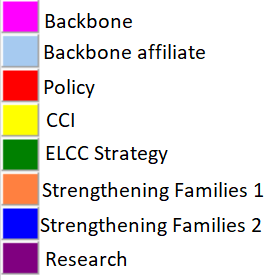 Backbone
Backbone affiliate
Policy
CCI
ELCC Strategy
Strengthening Families 1
Strengthening Families 2
Research